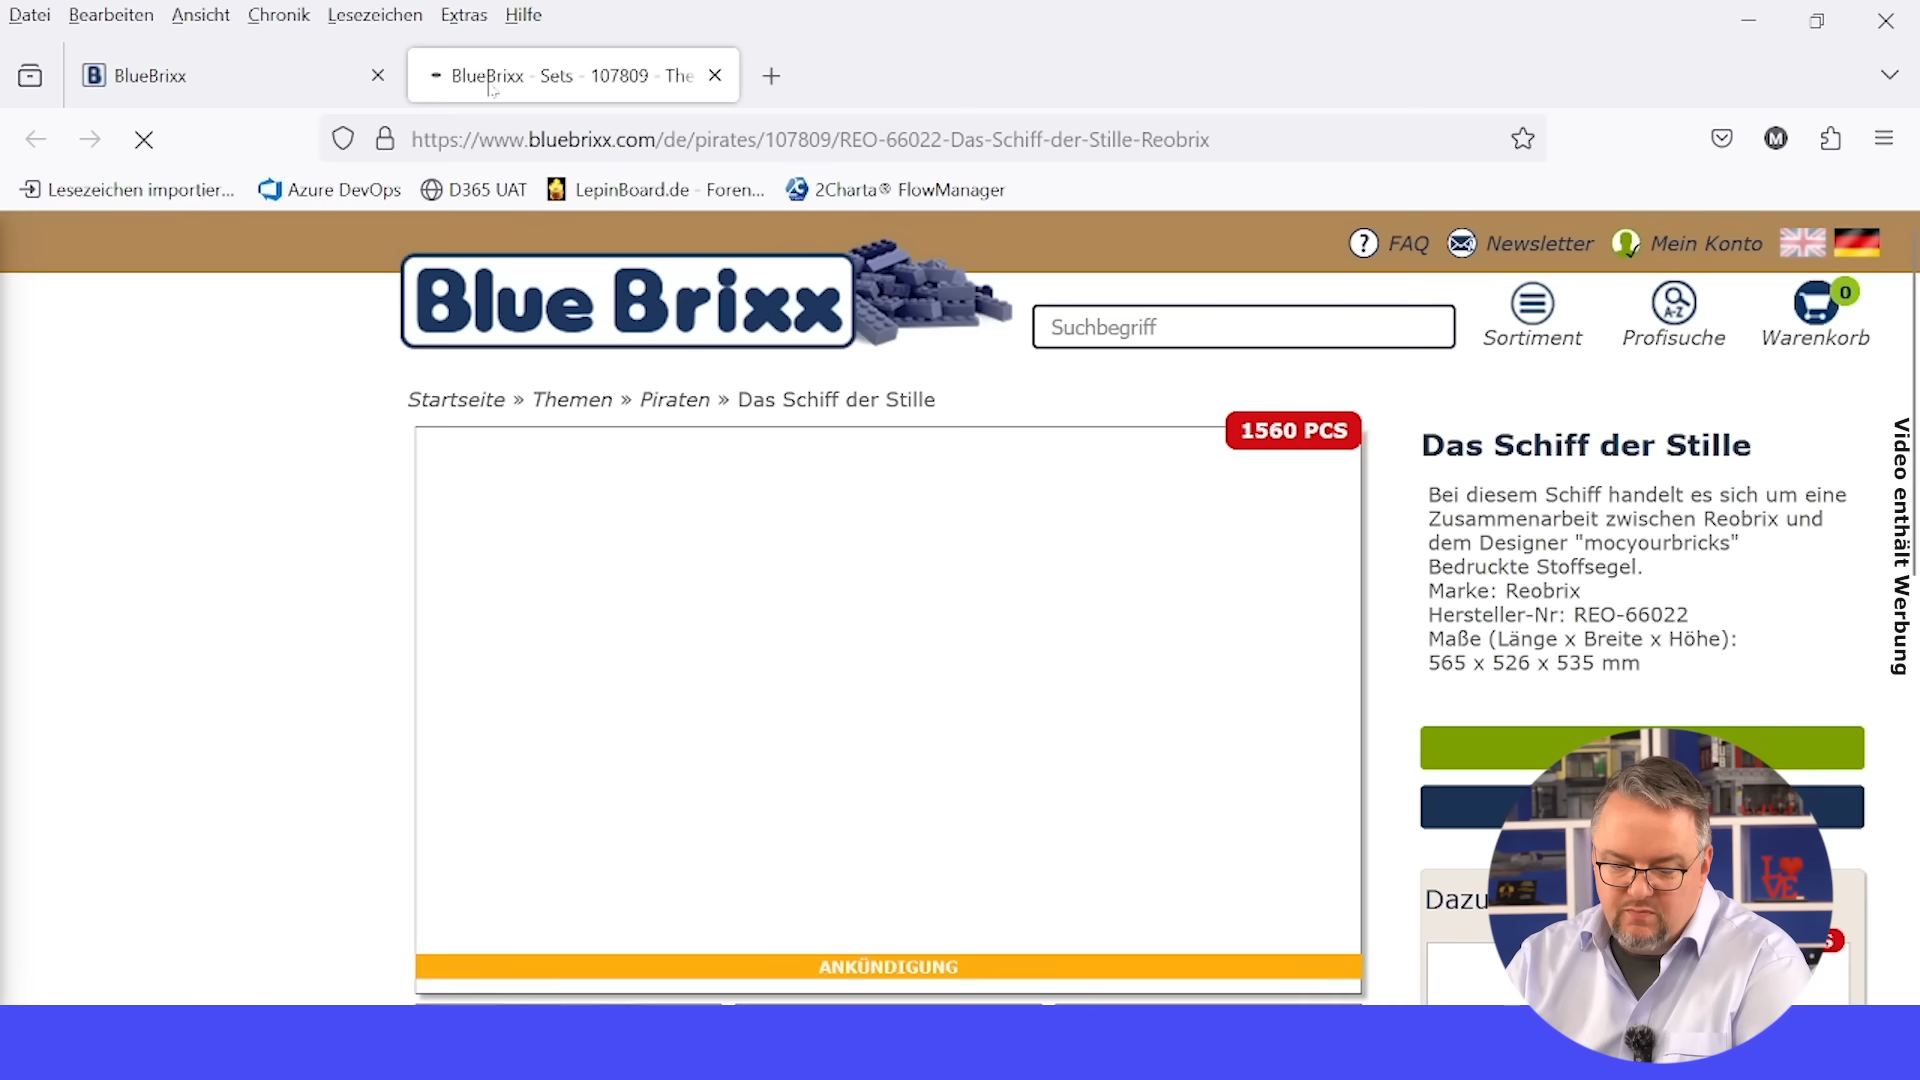 Datei Bearbeiten Ansicht Chronik Lesezeichen Extras Hilfe
BlueBrixx
BlueBrixx - Sets - 107809 - The
https://www.bluebrixx.com/de/pirates/107809/REO-66022-Das-Schiff-der-Stille-Reobrix
Lesezeichen importier... Azure DevOps D365 UAT LepinBoard.de - Foren... 2Charta® FlowManager
? FAQ Newsletter Mein Konto
Blue Brixx
Suchbegriff
0
A-Z
Sortiment Profisuche Warenkorb
Startseite » Themen » Piraten » Das Schiff der Stille
1560 PCS
Das Schiff der Stille
Bei diesem Schiff handelt es sich um eine
Zusammenarbeit zwischen Reobrix und
dem Designer "mocyourbricks"
Bedruckte Stoffsegel.
Marke: Reobrix
Hersteller-Nr: REO-66022
Maße (Länge x Breite x Höhe):
565 x 526 x 535 mm
Video enthält Werbung
Dazu
LOVE
ANKÜNDIGUNG